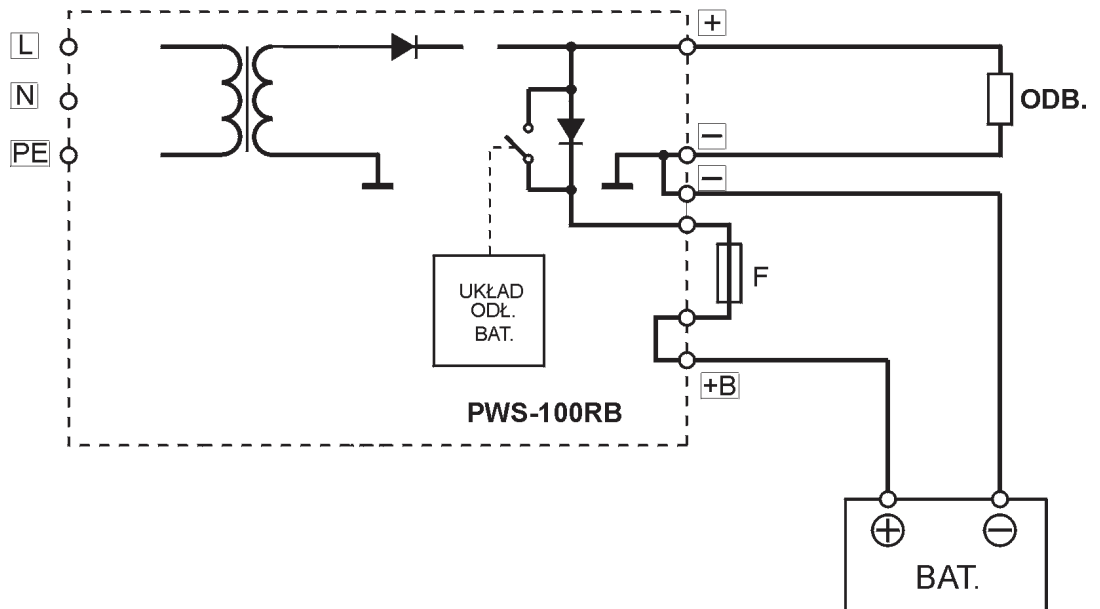 L
N
PE
+
−
−
ODB.
F
UKŁAD
ODŁ.
BAT.
+B
PWS-100RB
+
−
BAT.